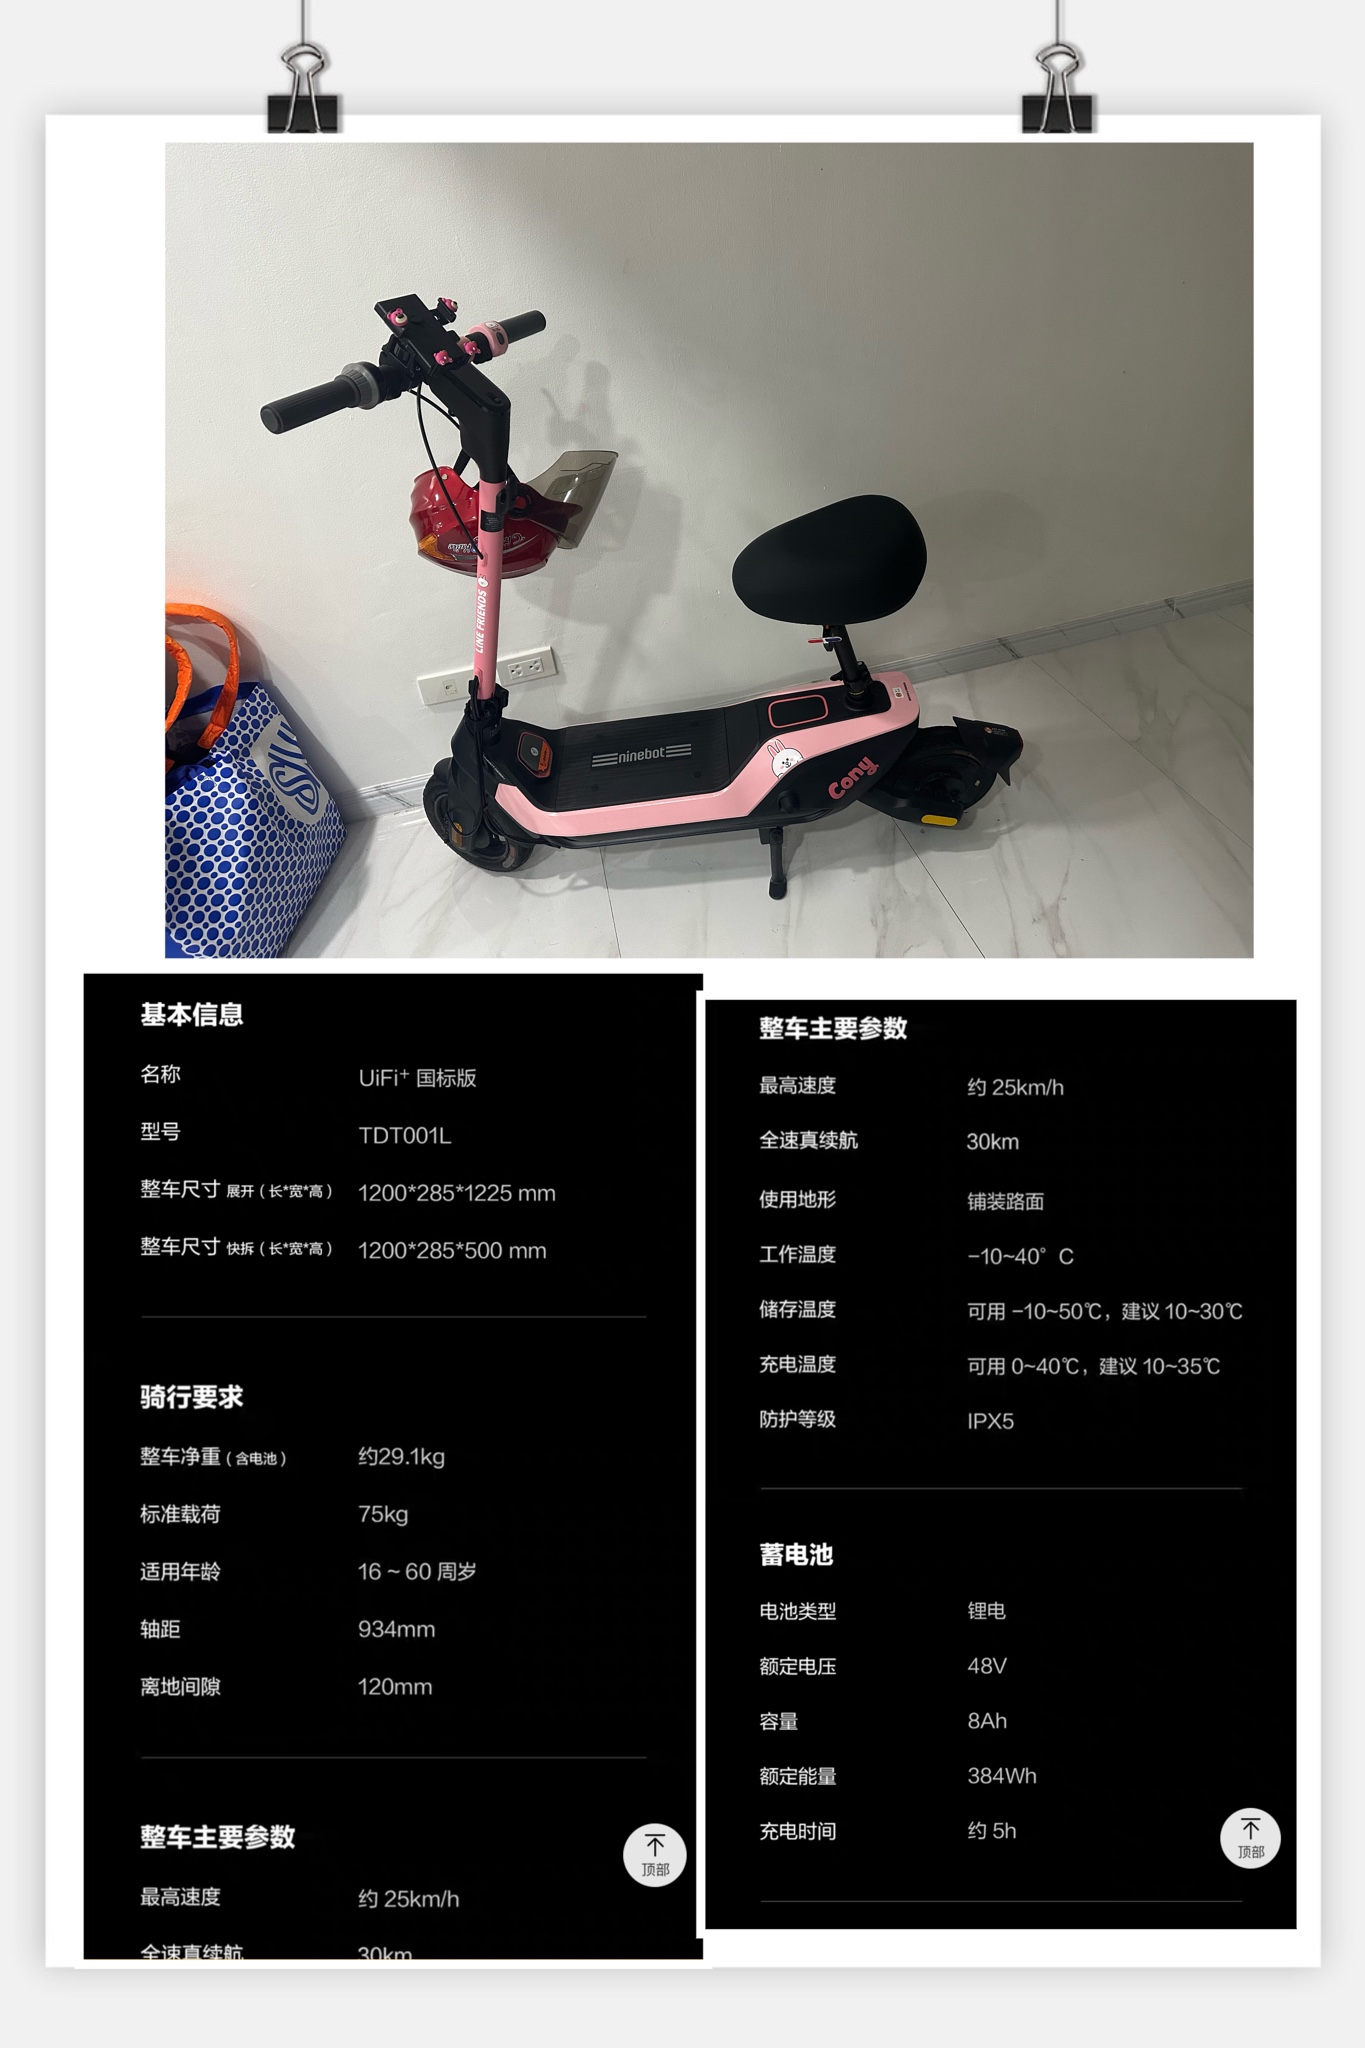 LINE FRIENDS
ninebot
Cony
基本信息
名称 UiFi⁺ 国标版
型号 TDT001L
整车尺寸 展开（长*宽*高） 1200*285*1225 mm
整车尺寸 快拆（长*宽*高） 1200*285*500 mm
骑行要求
整车净重（含电池） 约29.1kg
标准载荷 75kg
适用年龄 16 ~ 60 周岁
轴距 934mm
离地间隙 120mm
整车主要参数
最高速度 约 25km/h
全速真续航 30km
顶部
整车主要参数
最高速度 约 25km/h
全速真续航 30km
使用地形 铺装路面
工作温度 -10~40°C
储存温度 可用 -10~50℃，建议 10~30℃
充电温度 可用 0~40℃，建议 10~35℃
防护等级 IPX5
蓄电池
电池类型 锂电
额定电压 48V
容量 8Ah
额定能量 384Wh
充电时间 约 5h
顶部